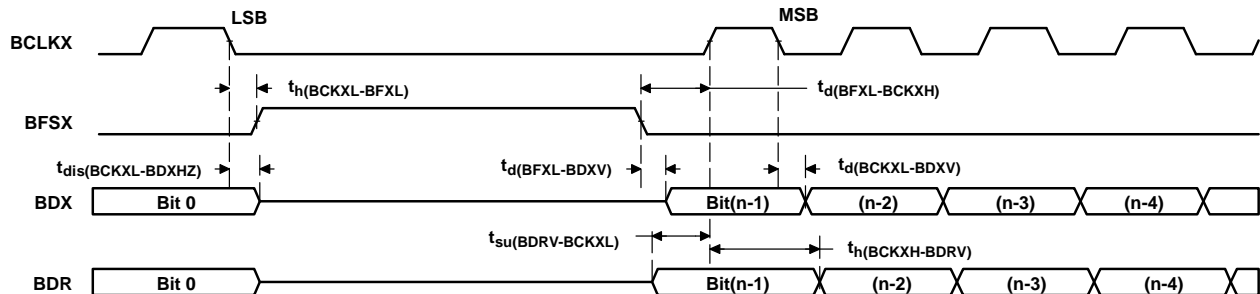 LSB MSB
BCLKX
th(BCKXL-BFXL) td(BFXL-BCKXH)
BFSX
tdis(BCKXL-BDXHZ) td(BFXL-BDXV) td(BCKXL-BDXV)
BDX Bit 0 Bit(n-1) (n-2) (n-3) (n-4)
tsu(BDRV-BCKXL) th(BCKXH-BDRV)
BDR Bit 0 Bit(n-1) (n-2) (n-3) (n-4)